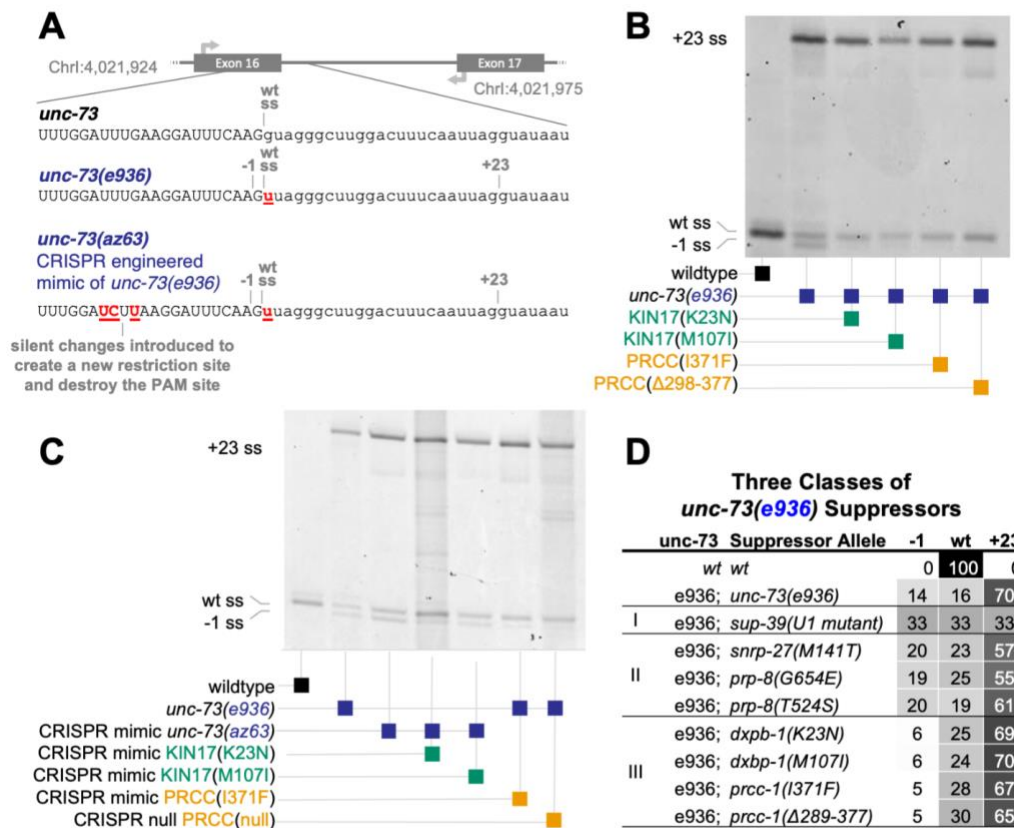 A
ChrI:4,021,924
Exon 16
Exon 17
ChrI:4,021,975
wt
ss
unc-73
UUUGGAUUUGAAGGAUUUCAAGguagggcuuggacuuucaauuagguauaau
wt
-1 ss +23
unc-73(e936)
UUUGGAUUUGAAGGAUUUCAAGuuagggcuuggacuuucaauuagguauaau
unc-73(az63)
CRISPR engineered
mimic of unc-73(e936)
wt
-1 ss +23
UUUGGAUCUUAAGGAUUUCAAGuuagggcuuggacuuucaauuagguauaau
silent changes introduced to
create a new restriction site
and destroy the PAM site
B
+23 ss
wt ss
-1 ss
wildtype
unc-73(e936)
KIN17(K23N)
KIN17(M107I)
PRCC(I371F)
PRCC(Δ298-377)
C
+23 ss
wt ss
-1 ss
wildtype
unc-73(e936)
CRISPR mimic unc-73(az63)
CRISPR mimic KIN17(K23N)
CRISPR mimic KIN17(M107I)
CRISPR mimic PRCC(I371F)
CRISPR null PRCC(null)
D
Three Classes of
unc-73(e936) Suppressors
unc-73 Suppressor Allele -1 wt +23
wt wt 0 100 0
e936; unc-73(e936) 14 16 70
I e936; sup-39(U1 mutant) 33 33 33
e936; snrp-27(M141T) 20 23 57
II e936; prp-8(G654E) 19 25 55
e936; prp-8(T524S) 20 19 61
e936; dxpb-1(K23N) 6 25 69
III e936; dxbp-1(M107I) 6 24 70
e936; prcc-1(I371F) 5 28 67
e936; prcc-1(Δ289-377) 5 30 65